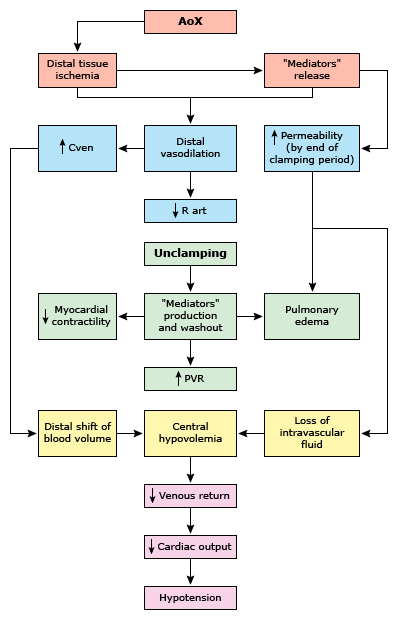 AoX
Distal tissue
ischemia
"Mediators"
release
↑ Cven
Distal
vasodilation
↑ Permeability
(by end of
clamping period)
↓ R art
Unclamping
↓ Myocardial
contractility
"Mediators"
production
and washout
Pulmonary
edema
↑ PVR
Distal shift of
blood volume
Central
hypovolemia
Loss of
intravascular
fluid
↓ Venous return
↓ Cardiac output
Hypotension